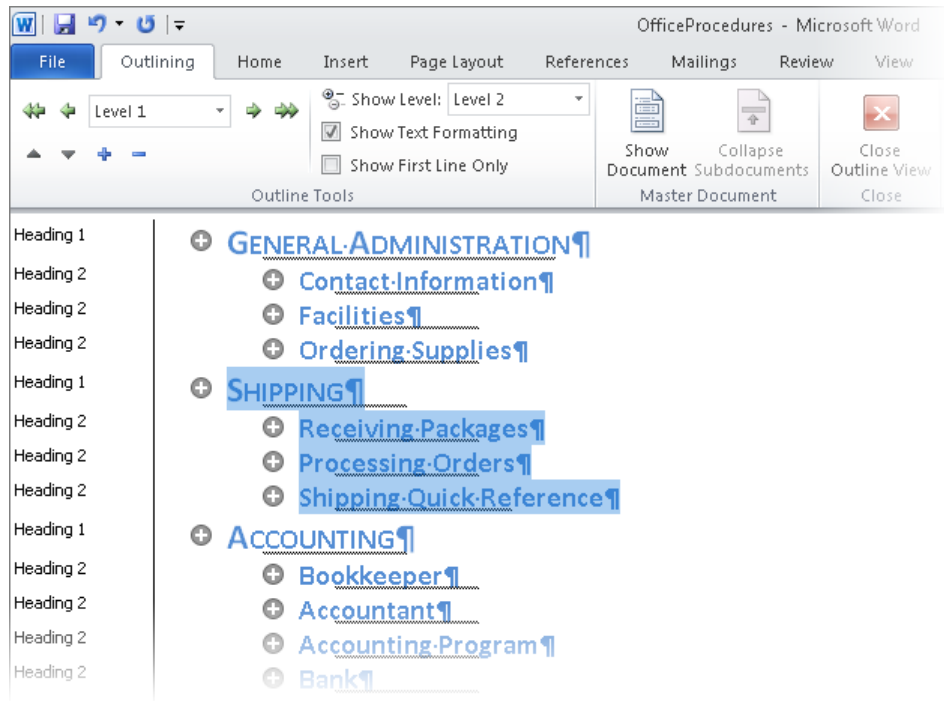 W
OfficeProcedures - Microsoft Word
File Outlining Home Insert Page Layout References Mailings Review View
Level 1
Show Level: Level 2
Show Text Formatting
Show First Line Only
Outline Tools
Show Document
Collapse Subdocuments
Master Document
Close Outline View
Close
Heading 1 GENERAL·ADMINISTRATION¶
Heading 2 Contact·Information¶
Heading 2 Facilities¶
Heading 2 Ordering·Supplies¶
Heading 1 SHIPPING¶
Heading 2 Receiving·Packages¶
Heading 2 Processing·Orders¶
Heading 2 Shipping·Quick·Reference¶
Heading 1 ACCOUNTING¶
Heading 2 Bookkeeper¶
Heading 2 Accountant¶
Heading 2 Accounting·Program¶
Heading 2 Bank¶